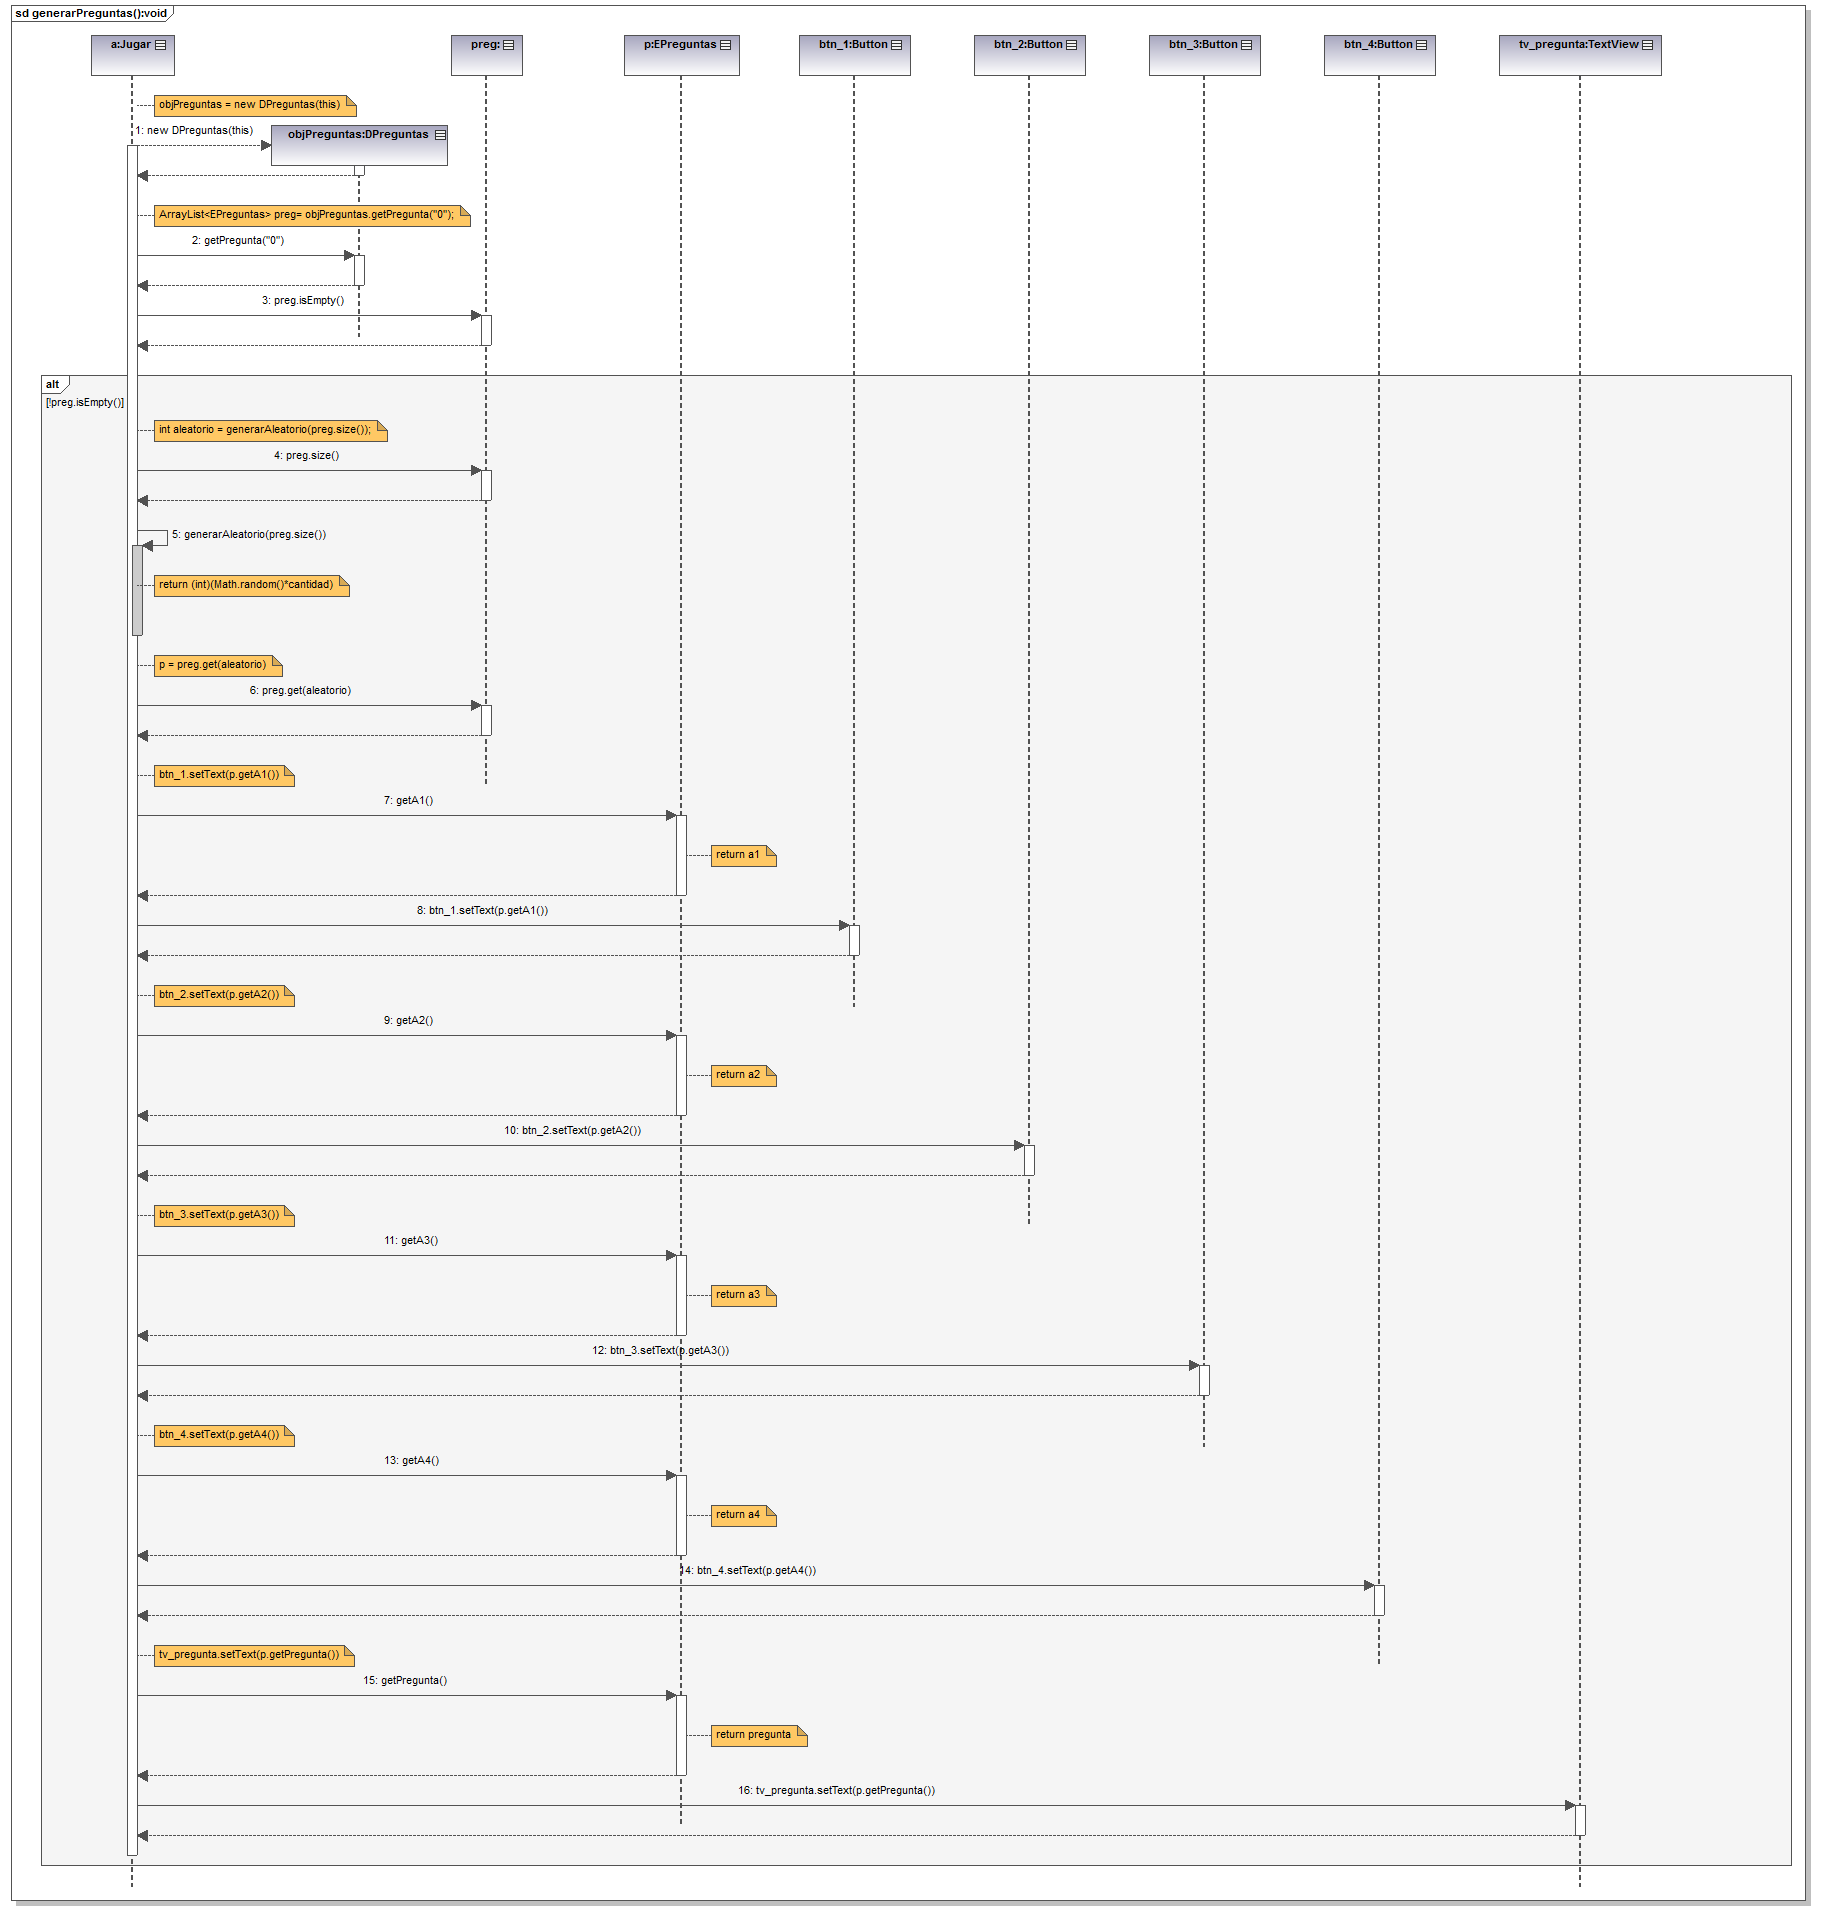 sd generarPreguntas():void
a:Jugar
preg:
p:EPreguntas
btn_1:Button
btn_2:Button
btn_3:Button
btn_4:Button
tv_pregunta:TextView
objPreguntas = new DPreguntas(this)
1: new DPreguntas(this)
objPreguntas:DPreguntas
ArrayList<EPreguntas> preg= objPreguntas.getPregunta("0");
2: getPregunta("0")
3: preg.isEmpty()
alt
[!preg.isEmpty()]
int aleatorio = generarAleatorio(preg.size());
4: preg.size()
5: generarAleatorio(preg.size())
return (int)(Math.random()*cantidad)
p = preg.get(aleatorio)
6: preg.get(aleatorio)
btn_1.setText(p.getA1())
7: getA1()
return a1
8: btn_1.setText(p.getA1())
btn_2.setText(p.getA2())
9: getA2()
return a2
10: btn_2.setText(p.getA2())
btn_3.setText(p.getA3())
11: getA3()
return a3
12: btn_3.setText(p.getA3())
btn_4.setText(p.getA4())
13: getA4()
return a4
14: btn_4.setText(p.getA4())
tv_pregunta.setText(p.getPregunta())
15: getPregunta()
return pregunta
16: tv_pregunta.setText(p.getPregunta())